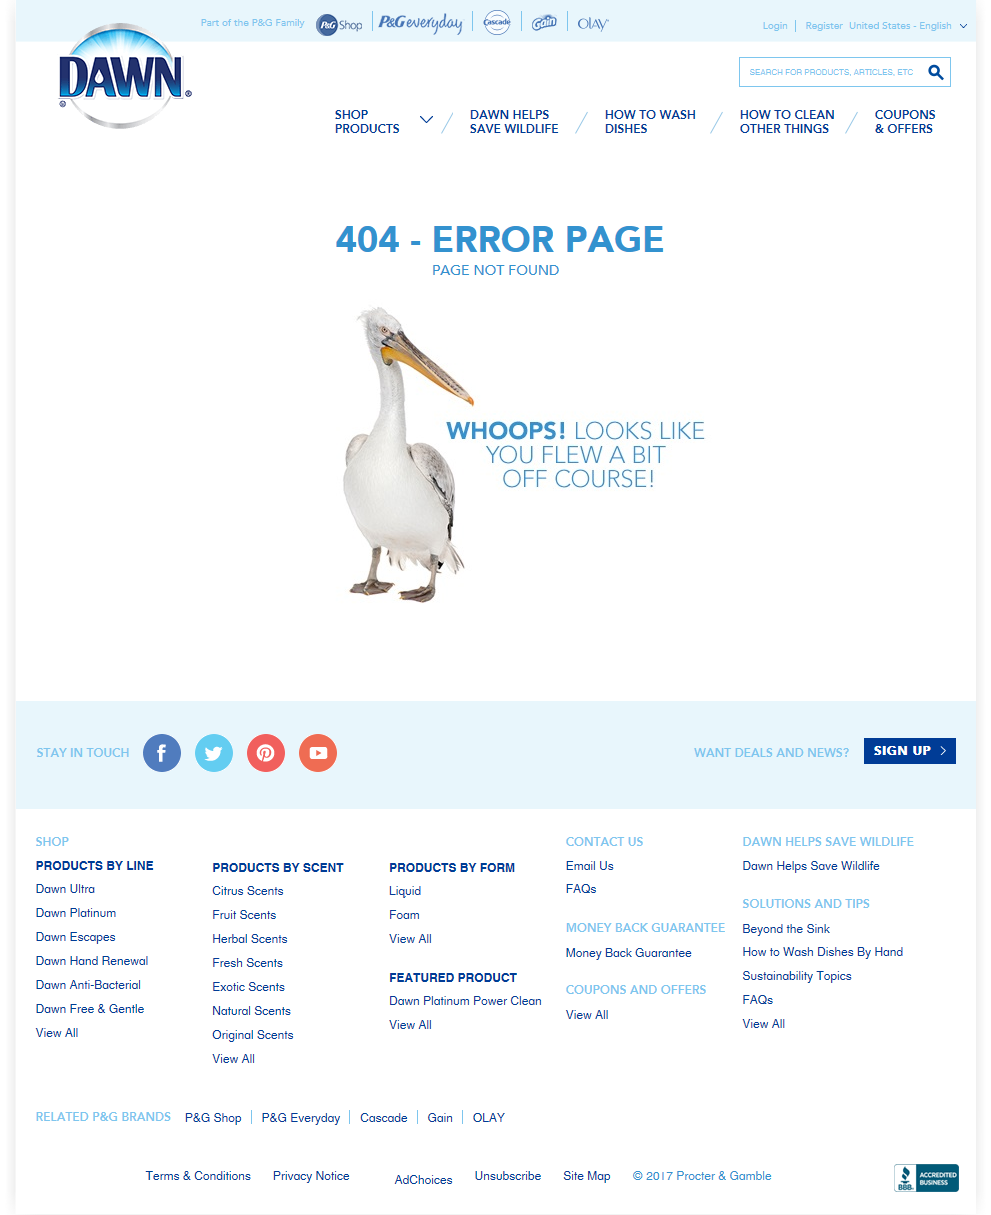 Part of the P&G Family
P&G Shop
P&G everyday
Cascade
Gain
OLAY
Login
Register
United States - English
DAWN
SEARCH FOR PRODUCTS, ARTICLES, ETC
SHOP
PRODUCTS
DAWN HELPS
SAVE WILDLIFE
HOW TO WASH
DISHES
HOW TO CLEAN
OTHER THINGS
COUPONS
& OFFERS
404 - ERROR PAGE
PAGE NOT FOUND
WHOOPS! LOOKS LIKE
YOU FLEW A BIT
OFF COURSE!
STAY IN TOUCH
WANT DEALS AND NEWS?
SIGN UP
SHOP
PRODUCTS BY LINE
Dawn Ultra
Dawn Platinum
Dawn Escapes
Dawn Hand Renewal
Dawn Anti-Bacterial
Dawn Free & Gentle
View All
PRODUCTS BY SCENT
Citrus Scents
Fruit Scents
Herbal Scents
Fresh Scents
Exotic Scents
Natural Scents
Original Scents
View All
PRODUCTS BY FORM
Liquid
Foam
View All
FEATURED PRODUCT
Dawn Platinum Power Clean
View All
CONTACT US
Email Us
FAQs
MONEY BACK GUARANTEE
Money Back Guarantee
COUPONS AND OFFERS
View All
DAWN HELPS SAVE WILDLIFE
Dawn Helps Save Wildlife
SOLUTIONS AND TIPS
Beyond the Sink
How to Wash Dishes By Hand
Sustainability Topics
FAQs
View All
RELATED P&G BRANDS
P&G Shop
P&G Everyday
Cascade
Gain
OLAY
Terms & Conditions
Privacy Notice
AdChoices
Unsubscribe
Site Map
© 2017 Procter & Gamble
BBB.
ACCREDITED
BUSINESS